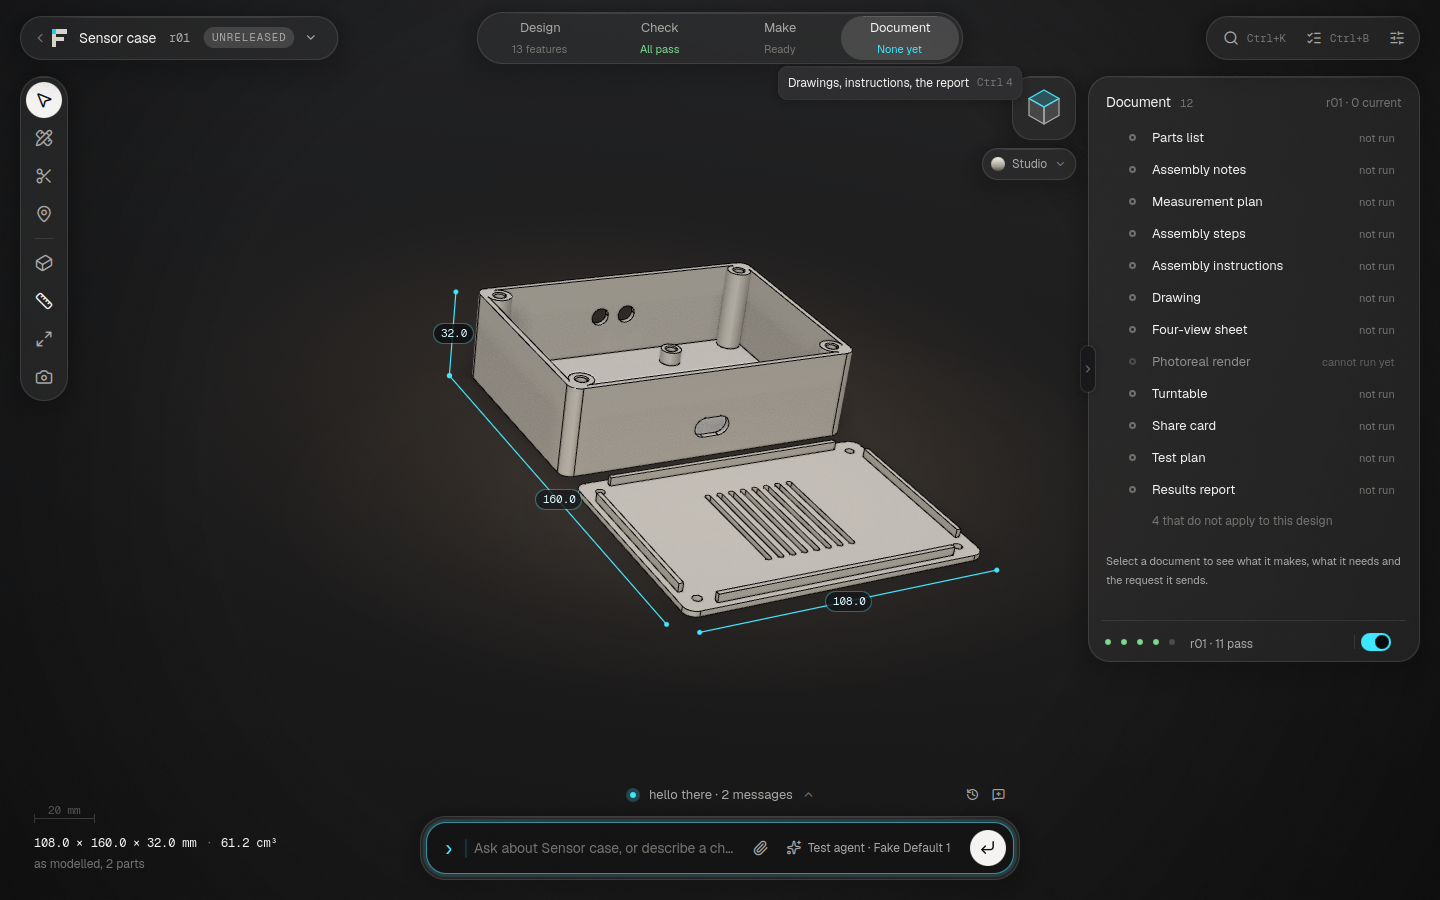 Sensor case r01 UNRELEASED
Design
13 features
Check
All pass
Make
Ready
Document
None yet
Ctrl+K
Ctrl+B
Drawings, instructions, the report Ctrl 4
Studio
Document 12
r01 · 0 current
Parts list not run
Assembly notes not run
Measurement plan not run
Assembly steps not run
Assembly instructions not run
Drawing not run
Four-view sheet not run
Photoreal render cannot run yet
Turntable not run
Share card not run
Test plan not run
Results report not run
4 that do not apply to this design
Select a document to see what it makes, what it needs and
the request it sends.
r01 · 11 pass
32.0
160.0
108.0
20 mm
108.0 × 160.0 × 32.0 mm · 61.2 cm³
as modelled, 2 parts
hello there · 2 messages
Ask about Sensor case, or describe a ch…
Test agent · Fake Default 1